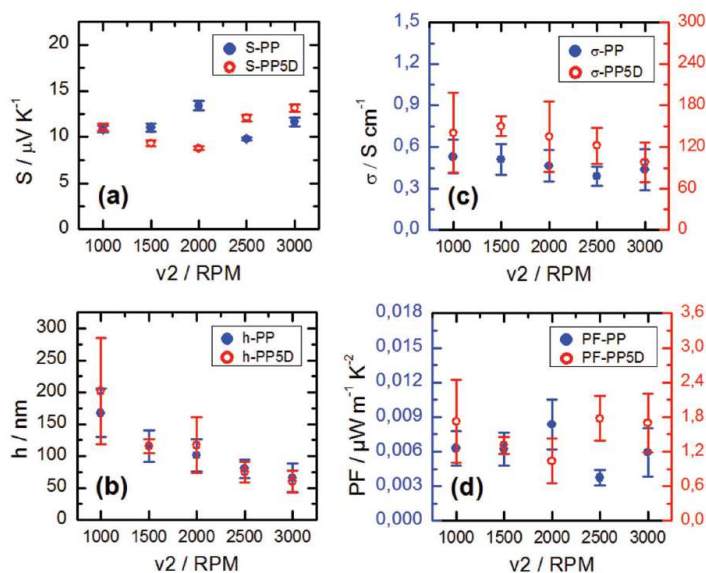 S / μV K⁻¹
20
15
10
5
0
S-PP
S-PP5D
(a)
1000 1500 2000 2500 3000
v2 / RPM
σ / S cm⁻¹
1,5
1,2
0,9
0,6
0,3
0,0
σ-PP
σ-PP5D
(c)
300
240
180
120
60
0
1000 1500 2000 2500 3000
v2 / RPM
h / nm
300
250
200
150
100
50
0
h-PP
h-PP5D
(b)
1000 1500 2000 2500 3000
v2 / RPM
PF / μW m⁻¹ K⁻²
0,018
0,015
0,012
0,009
0,006
0,003
0,000
PF-PP
PF-PP5D
(d)
3,6
3,0
2,4
1,8
1,2
0,6
0,0
1000 1500 2000 2500 3000
v2 / RPM